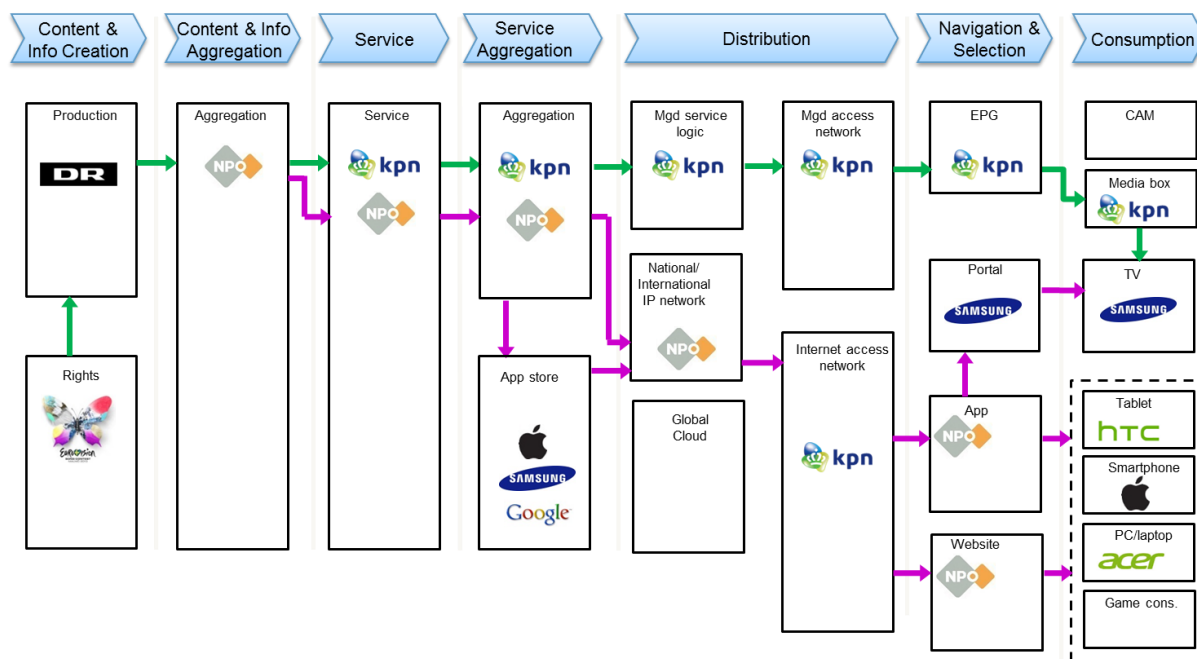 Content &
Info Creation
Content & Info
Aggregation
Service
Service
Aggregation
Distribution
Navigation &
Selection
Consumption
Production
DR
Rights
EUROVISION
Aggregation
NPO
Service
kpn
NPO
Aggregation
kpn
NPO
App store
SAMSUNG
Google
Mgd service
logic
kpn
National/
International
IP network
NPO
Global
Cloud
Mgd access
network
kpn
Internet access
network
kpn
EPG
kpn
Portal
SAMSUNG
App
NPO
Website
NPO
CAM
Media box
kpn
TV
SAMSUNG
Tablet
hTC
Smartphone
PC/laptop
acer
Game cons.